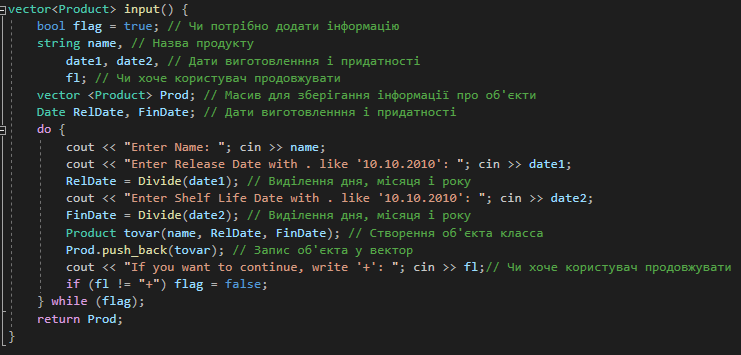 vector<Product> input() {
bool flag = true; // Чи потрібно додати інформацію
string name, // Назва продукту
date1, date2, // Дати виготовленння і придатності
fl; // Чи хоче користувач продовжувати
vector <Product> Prod; // Масив для зберігання інформації про об'єкти
Date RelDate, FinDate; // Дати виготовленння і придатності
do {
cout << "Enter Name: "; cin >> name;
cout << "Enter Release Date with . like '10.10.2010': "; cin >> date1;
RelDate = Divide(date1); // Виділення дня, місяця і року
cout << "Enter Shelf Life Date with . like '10.10.2010': "; cin >> date2;
FinDate = Divide(date2); // Виділення дня, місяця і року
Product tovar(name, RelDate, FinDate); // Створення об'єкта класса
Prod.push_back(tovar); // Запис об'єкта у вектор
cout << "If you want to continue, write '+': "; cin >> fl;// Чи хоче користувач продовжувати
if (fl != "+") flag = false;
} while (flag);
return Prod;
}